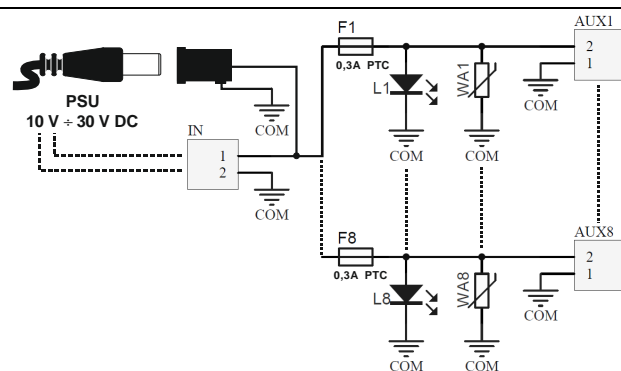 F1
AUX1
0,3A PTC
2
1
L1
WA1
COM
PSU
10 V ÷ 30 V DC
COM
IN
1
2
COM
COM
COM
F8
AUX8
0,3A PTC
2
1
L8
WA8
COM
COM
COM